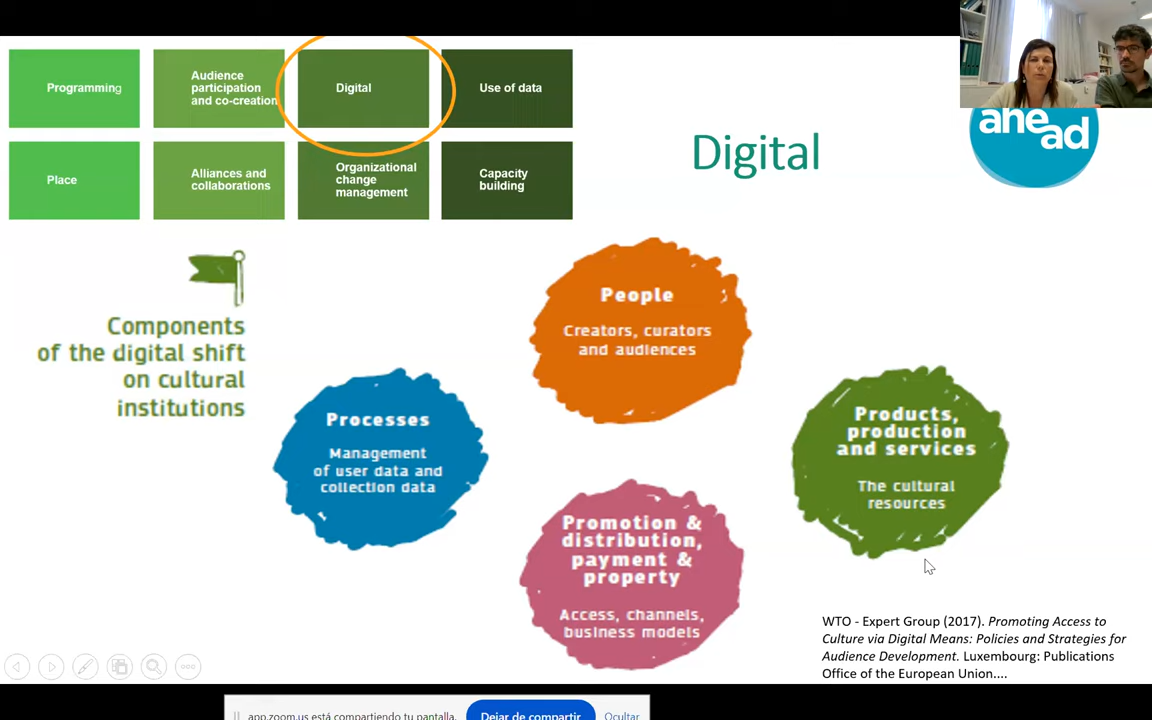 Programming
Audience
participation
and co-creation
Digital
Use of data
Place
Alliances and
collaborations
Organizational
change
management
Capacity
building
Digital
ahead
Components
of the digital shift
on cultural
institutions
People
Creators, curators
and audiences
Processes
Management
of user data and
collection data
Products,
production
and services
The cultural
resources
Promotion &
distribution,
payment &
property
Access, channels,
business models
WTO - Expert Group (2017). Promoting Access to
Culture via Digital Means: Policies and Strategies for
Audience Development. Luxembourg: Publications
Office of the European Union....
app.zoom.us está compartiendo tu pantalla.
Dejar de compartir
Ocultar